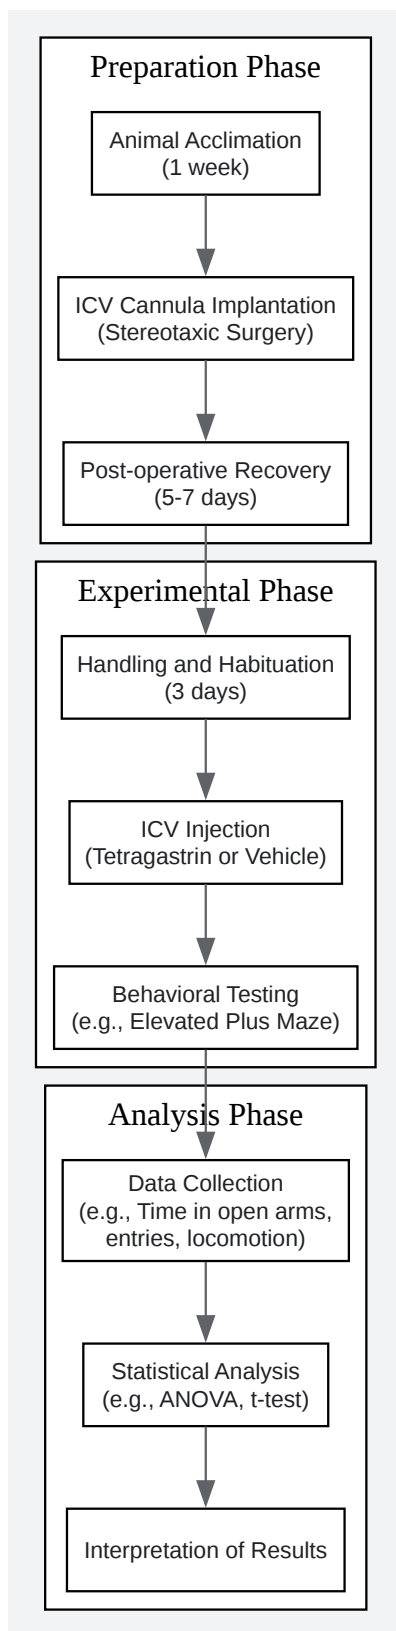 Preparation Phase
Animal Acclimation
(1 week)
ICV Cannula Implantation
(Stereotaxic Surgery)
Post-operative Recovery
(5-7 days)
Experimental Phase
Handling and Habituation
(3 days)
ICV Injection
(Tetragastrin or Vehicle)
Behavioral Testing
(e.g., Elevated Plus Maze)
Analysis Phase
Data Collection
(e.g., Time in open arms,
entries, locomotion)
Statistical Analysis
(e.g., ANOVA, t-test)
Interpretation of Results